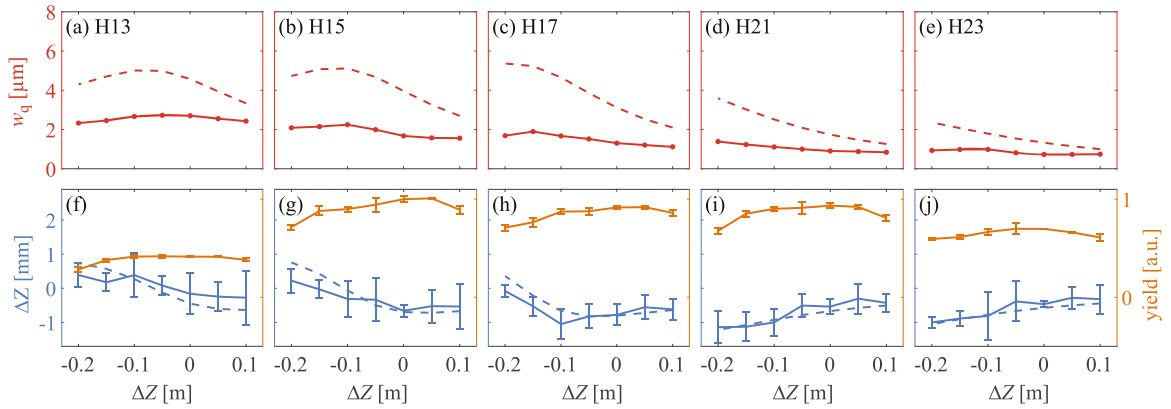 (a) H13 (b) H15 (c) H17 (d) H21 (e) H23
8
6
4
2
0
w_q [μm]
(f) (g) (h) (i) (j)
2
1
0
-1
ΔZ [mm]
1
0
yield [a.u.]
-0.2 -0.1 0 0.1 -0.2 -0.1 0 0.1 -0.2 -0.1 0 0.1 -0.2 -0.1 0 0.1 -0.2 -0.1 0 0.1
ΔZ [m] ΔZ [m] ΔZ [m] ΔZ [m] ΔZ [m]